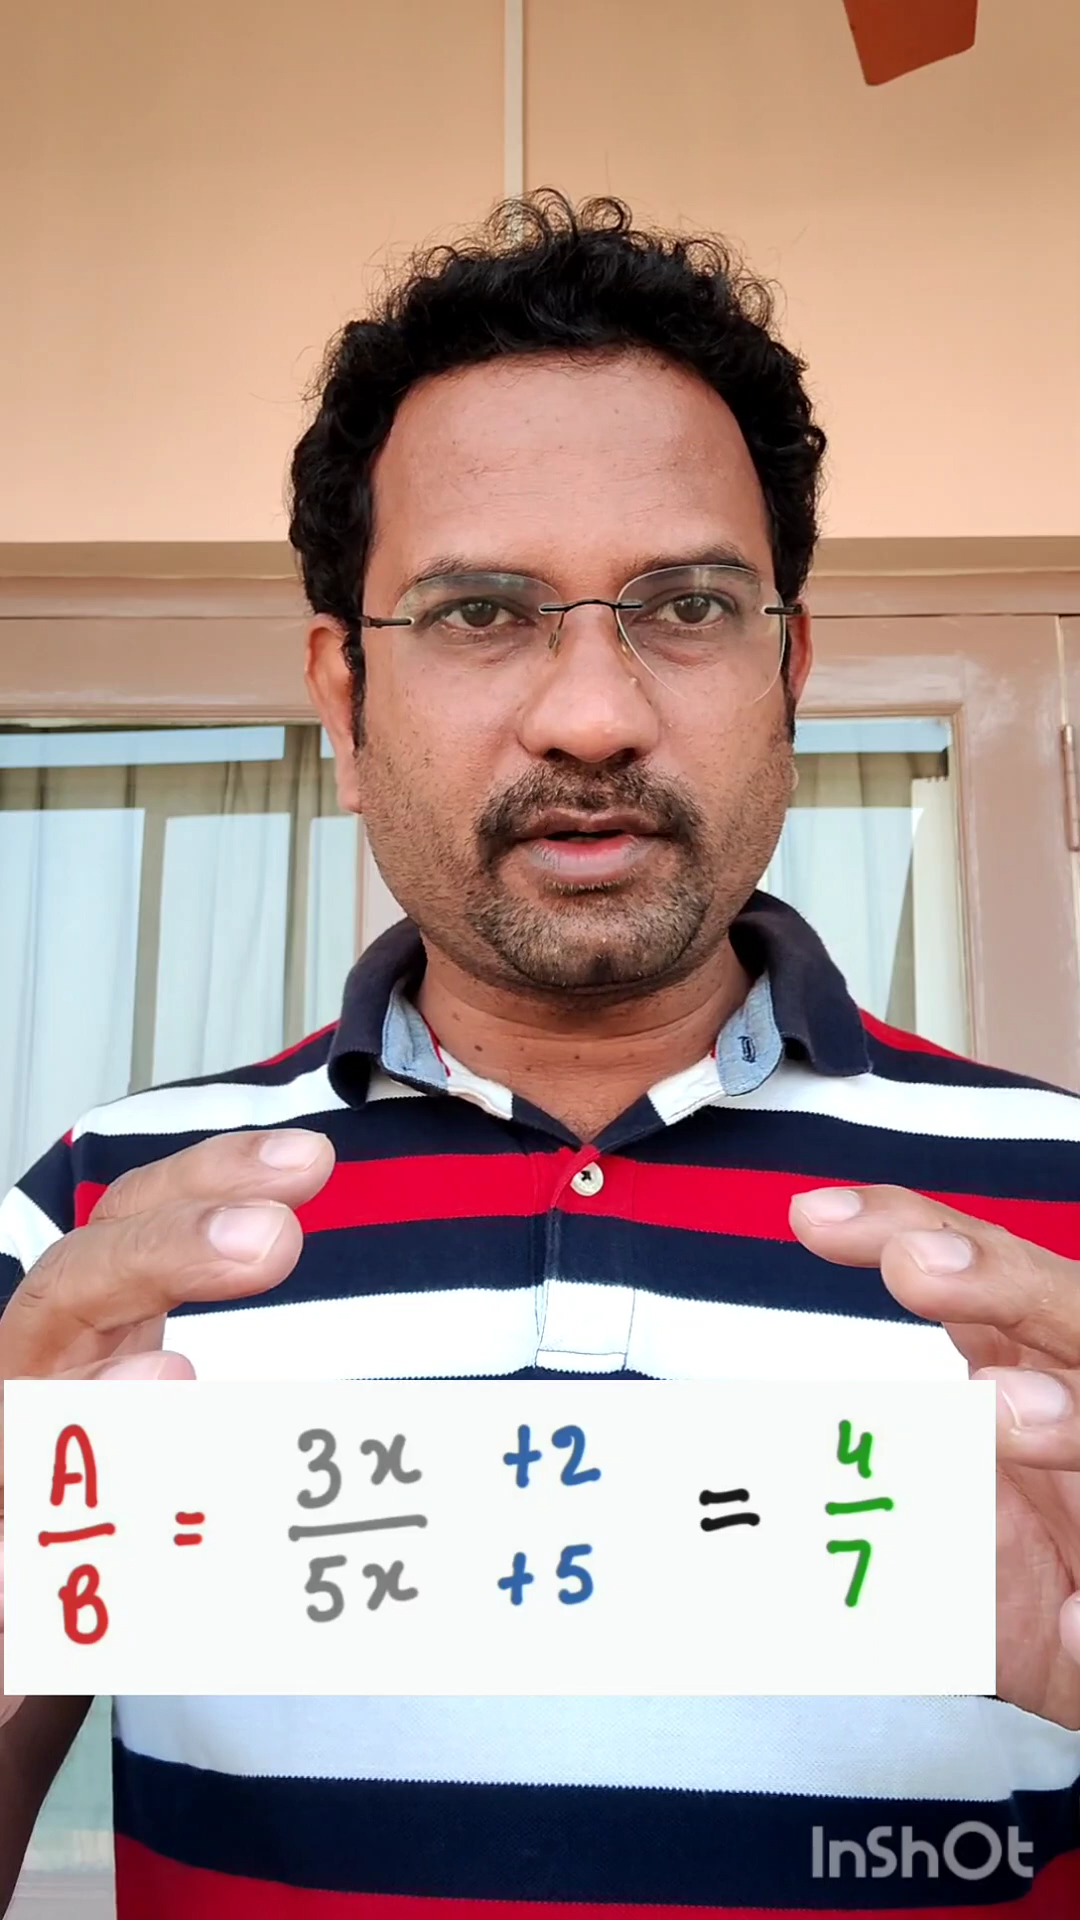 A/B = 3x/5x +2/+5 = 4/7
InShOt